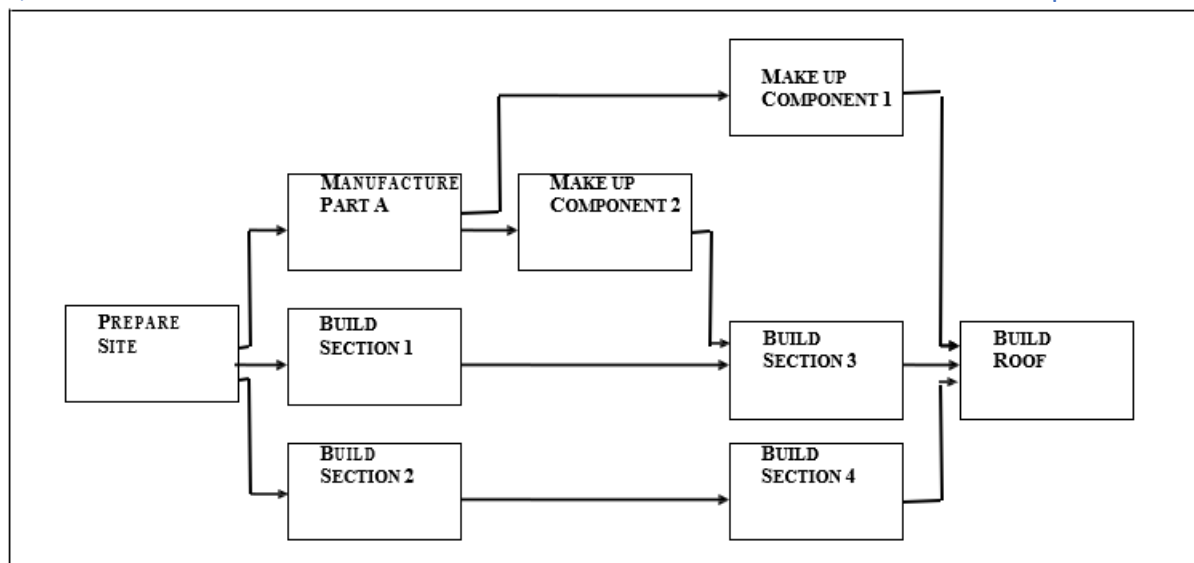 MAKE UP
COMPONENT 1
MANUFACTURE
PART A
MAKE UP
COMPONENT 2
PREPARE
SITE
BUILD
SECTION 1
BUILD
SECTION 3
BUILD
ROOF
BUILD
SECTION 2
BUILD
SECTION 4